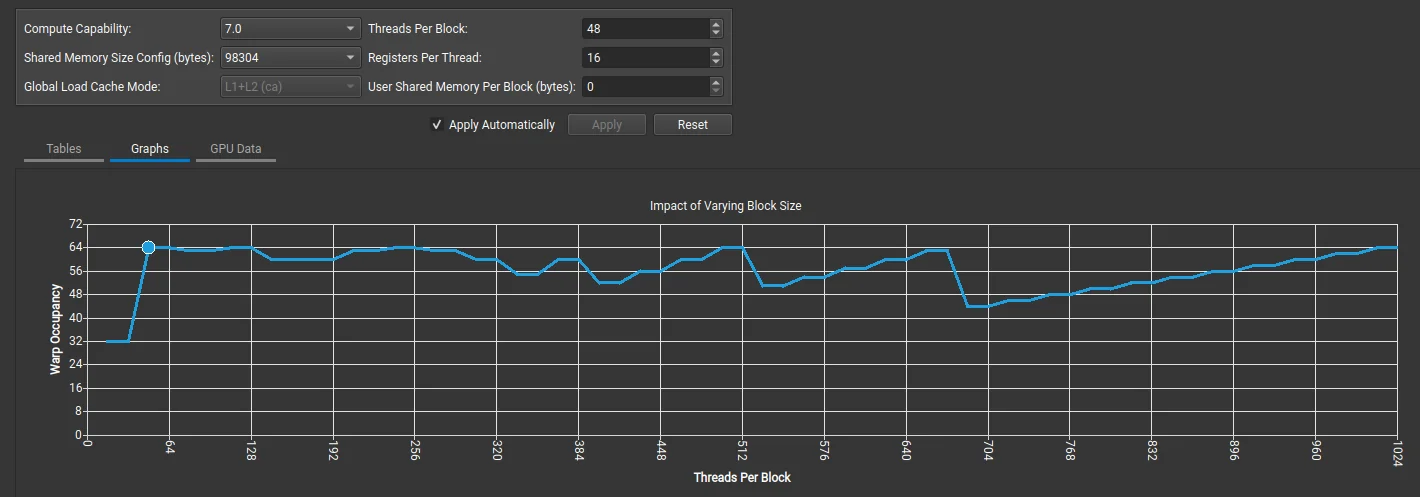 Compute Capability: 7.0 Threads Per Block: 48
Shared Memory Size Config (bytes): 98304 Registers Per Thread: 16
Global Load Cache Mode: L1+L2 (ca) User Shared Memory Per Block (bytes): 0
Apply Automatically Apply Reset
Tables Graphs GPU Data
Impact of Varying Block Size
72
64
56
48
40
32
24
16
8
0
Warp Occupancy
0 64 128 192 256 320 384 448 512 576 640 704 768 832 896 960 1024
Threads Per Block